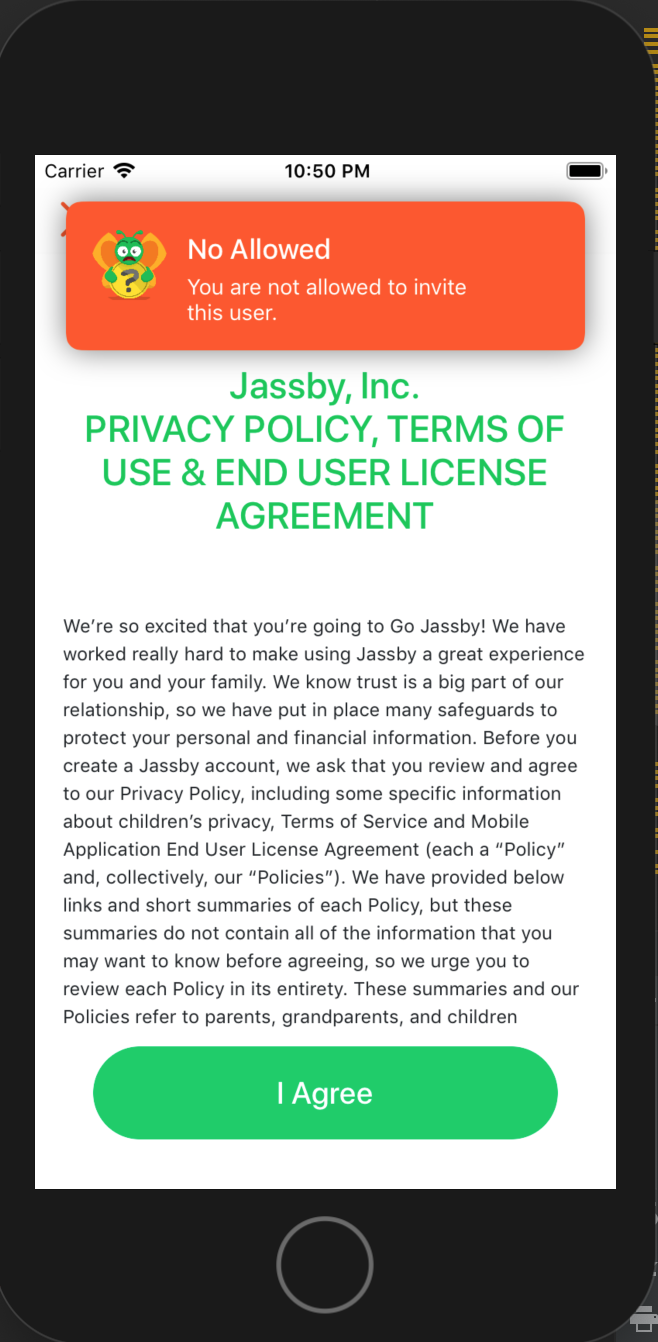 Carrier 10:50 PM
No Allowed
You are not allowed to invite
this user.
Jassby, Inc.
PRIVACY POLICY, TERMS OF
USE & END USER LICENSE
AGREEMENT
We’re so excited that you’re going to Go Jassby! We have
worked really hard to make using Jassby a great experience
for you and your family. We know trust is a big part of our
relationship, so we have put in place many safeguards to
protect your personal and financial information. Before you
create a Jassby account, we ask that you review and agree
to our Privacy Policy, including some specific information
about children’s privacy, Terms of Service and Mobile
Application End User License Agreement (each a “Policy”
and, collectively, our “Policies”). We have provided below
links and short summaries of each Policy, but these
summaries do not contain all of the information that you
may want to know before agreeing, so we urge you to
review each Policy in its entirety. These summaries and our
Policies refer to parents, grandparents, and children
I Agree